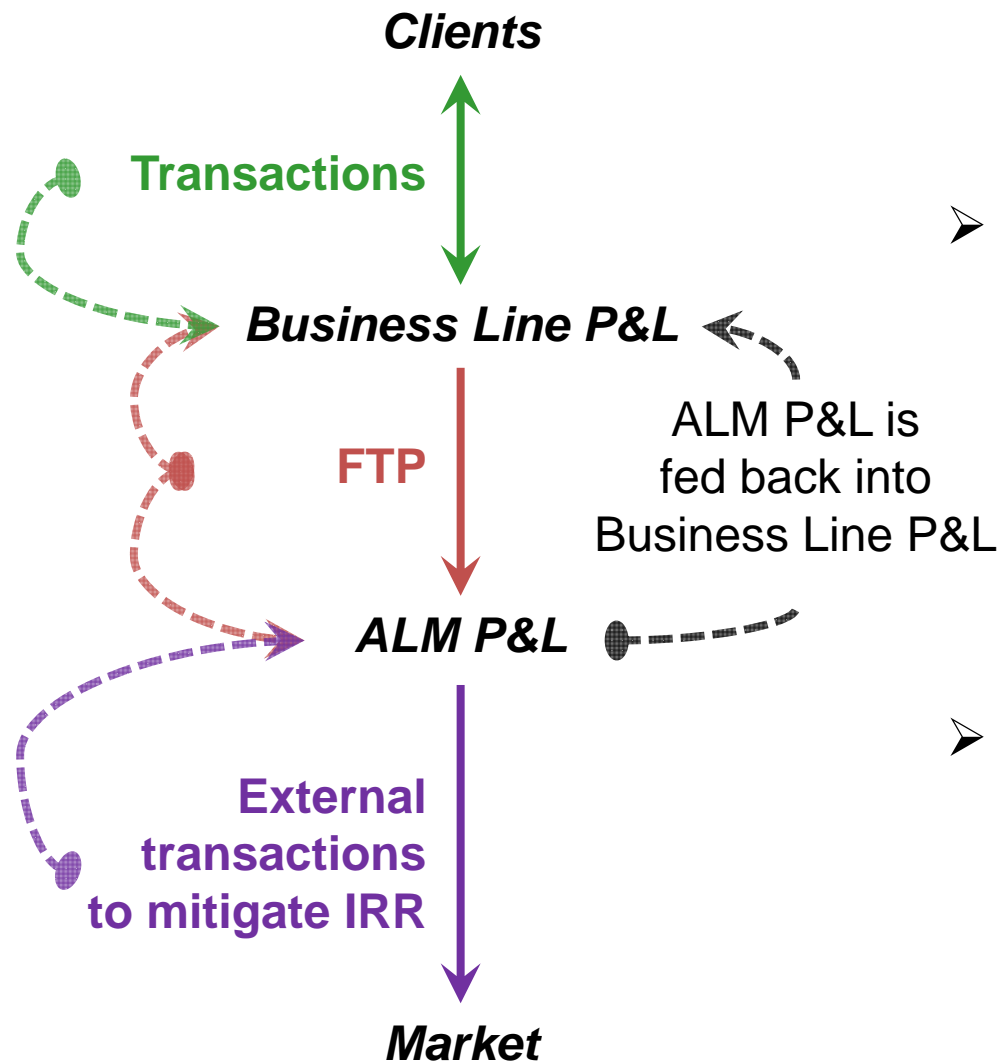 Clients
Transactions
Business Line P&L
FTP
ALM P&L is
fed back into
Business Line P&L
ALM P&L
External
transactions
to mitigate IRR
Market